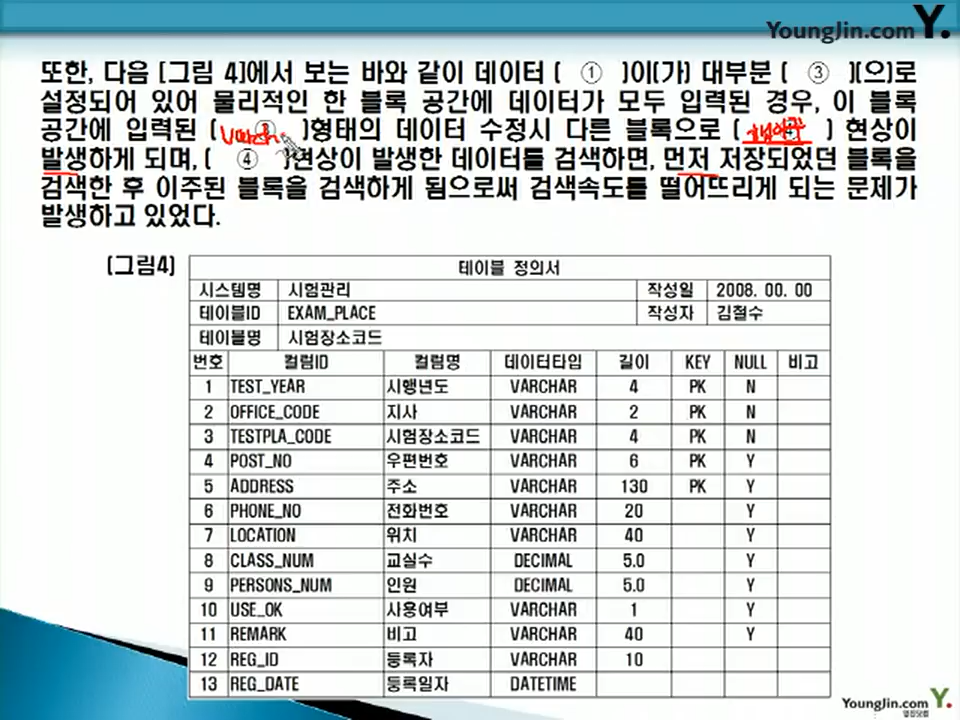 YoungJin.com Y.
또한, 다음 [그림 4]에서 보는 바와 같이 데이터 ( ① )이(가) 대부분 ( ③ )(으)로
설정되어 있어 물리적인 한 블록 공간에 데이터가 모두 입력된 경우, 이 블록
공간에 입력된 ( ③ )형태의 데이터 수정시 다른 블록으로 ( ④ ) 현상이
발생하게 되며, ( ④ )현상이 발생한 데이터를 검색하면, 먼저 저장되었던 블록을
검색한 후 이주된 블록을 검색하게 됨으로써 검색속도를 떨어뜨리게 되는 문제가
발생하고 있었다.
[그림4]
테이블 정의서
시스템명 시험관리 작성일 2008. 00. 00
테이블ID EXAM_PLACE 작성자 김철수
테이블명 시험장소코드
번호 컬럼ID 컬럼명 데이터타입 길이 KEY NULL 비고
1 TEST_YEAR 시행년도 VARCHAR 4 PK N
2 OFFICE_CODE 지사 VARCHAR 2 PK N
3 TESTPLA_CODE 시험장소코드 VARCHAR 4 PK N
4 POST_NO 우편번호 VARCHAR 6 PK Y
5 ADDRESS 주소 VARCHAR 130 PK Y
6 PHONE_NO 전화번호 VARCHAR 20 Y
7 LOCATION 위치 VARCHAR 40 Y
8 CLASS_NUM 교실수 DECIMAL 5.0 Y
9 PERSONS_NUM 인원 DECIMAL 5.0 Y
10 USE_OK 사용여부 VARCHAR 1 Y
11 REMARK 비고 VARCHAR 40 Y
12 REG_ID 등록자 VARCHAR 10
13 REG_DATE 등록일자 DATETIME
YoungJin.com Y.
영진닷컴